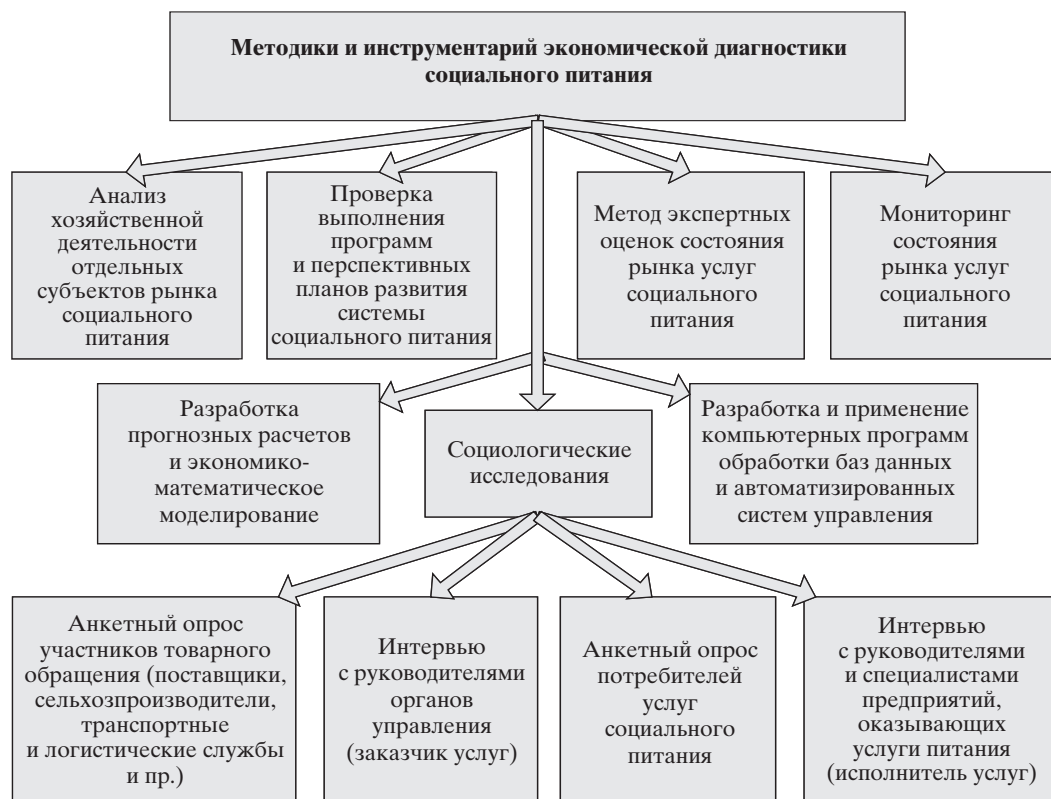 Методики и инструментарий экономической диагностики
социального питания
Анализ
хозяйственной
деятельности
отдельных
субъектов рынка
социального
питания
Проверка
выполнения
программ
и перспективных
планов развития
системы
социального питания
Метод экспертных
оценок состояния
рынка услуг
социального
питания
Мониторинг
состояния
рынка услуг
социального
питания
Разработка
прогнозных расчетов
и экономико-
математическое
моделирование
Социологические
исследования
Разработка и применение
компьютерных программ
обработки баз данных
и автоматизированных
систем управления
Анкетный опрос
участников товарного
обращения (поставщики,
сельхозпроизводители,
транспортные
и логистические службы
и пр.)
Интервью
с руководителями
органов
управления
(заказчик услуг)
Анкетный опрос
потребителей
услуг
социального
питания
Интервью
с руководителями
и специалистами
предприятий,
оказывающих
услуги питания
(исполнитель услуг)